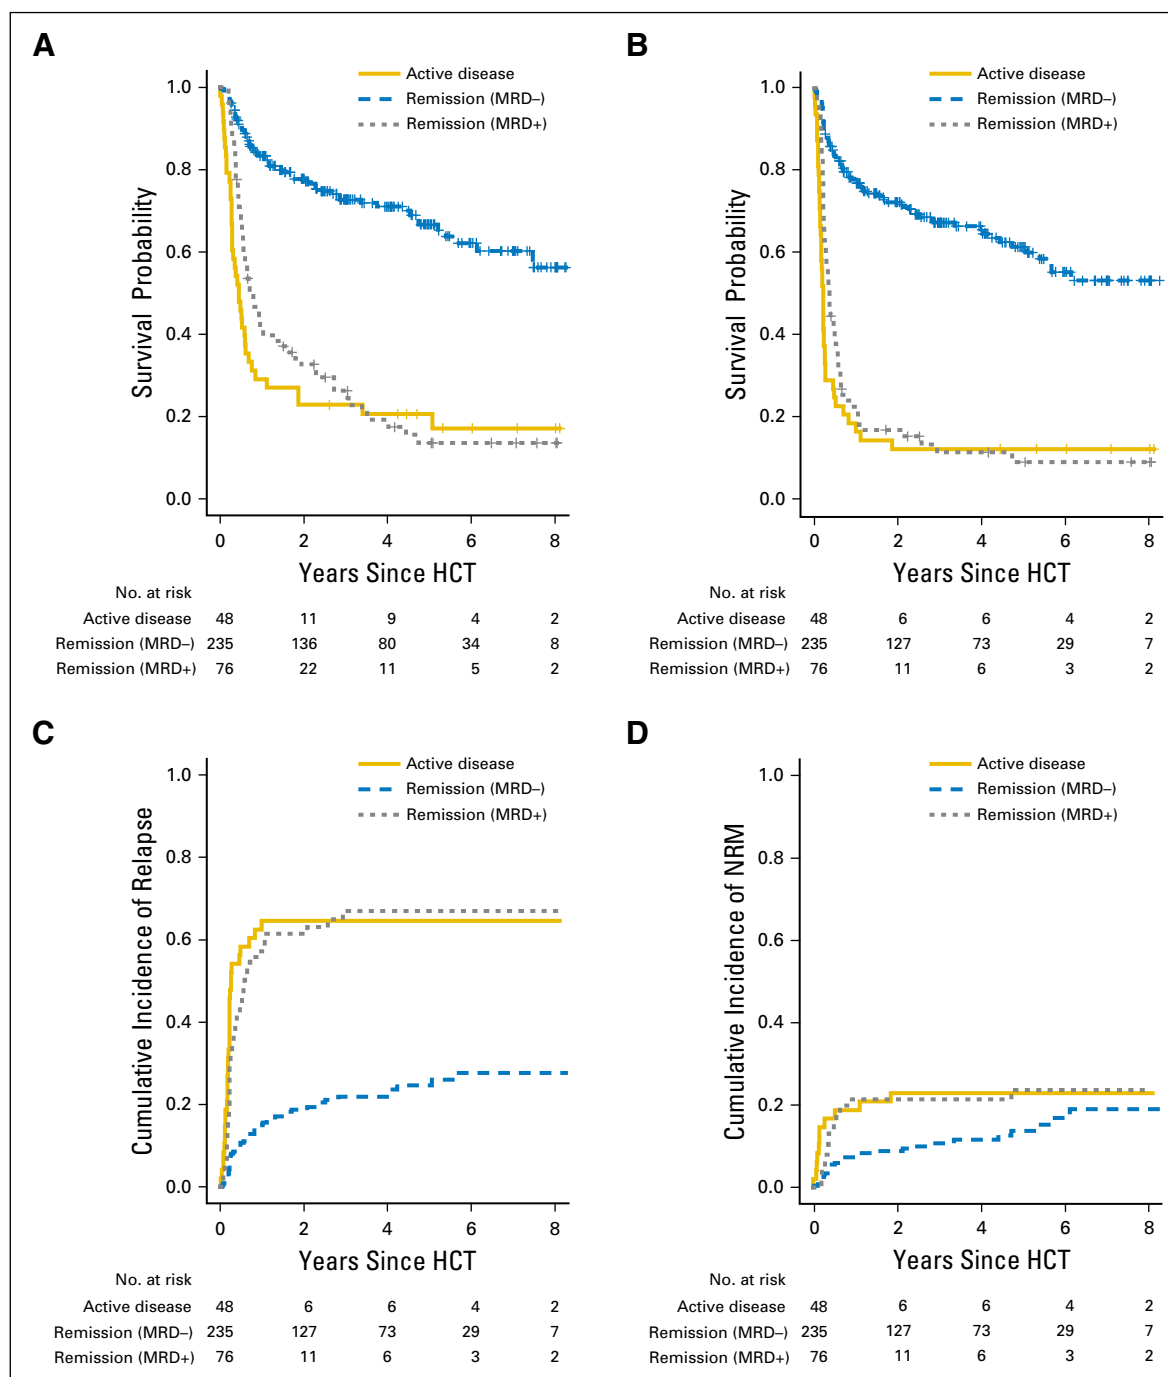 A
Active disease
Remission (MRD–)
Remission (MRD+)
Survival Probability
1.0
0.8
0.6
0.4
0.2
0.0
0 2 4 6 8
Years Since HCT
No. at risk
Active disease 48 11 9 4 2
Remission (MRD–) 235 136 80 34 8
Remission (MRD+) 76 22 11 5 2
B
Active disease
Remission (MRD–)
Remission (MRD+)
Survival Probability
1.0
0.8
0.6
0.4
0.2
0.0
0 2 4 6 8
Years Since HCT
No. at risk
Active disease 48 6 6 4 2
Remission (MRD–) 235 127 73 29 7
Remission (MRD+) 76 11 6 3 2
C
Active disease
Remission (MRD–)
Remission (MRD+)
Cumulative Incidence of Relapse
1.0
0.8
0.6
0.4
0.2
0.0
0 2 4 6 8
Years Since HCT
No. at risk
Active disease 48 6 6 4 2
Remission (MRD–) 235 127 73 29 7
Remission (MRD+) 76 11 6 3 2
D
Active disease
Remission (MRD–)
Remission (MRD+)
Cumulative Incidence of NRM
1.0
0.8
0.6
0.4
0.2
0.0
0 2 4 6 8
Years Since HCT
No. at risk
Active disease 48 6 6 4 2
Remission (MRD–) 235 127 73 29 7
Remission (MRD+) 76 11 6 3 2